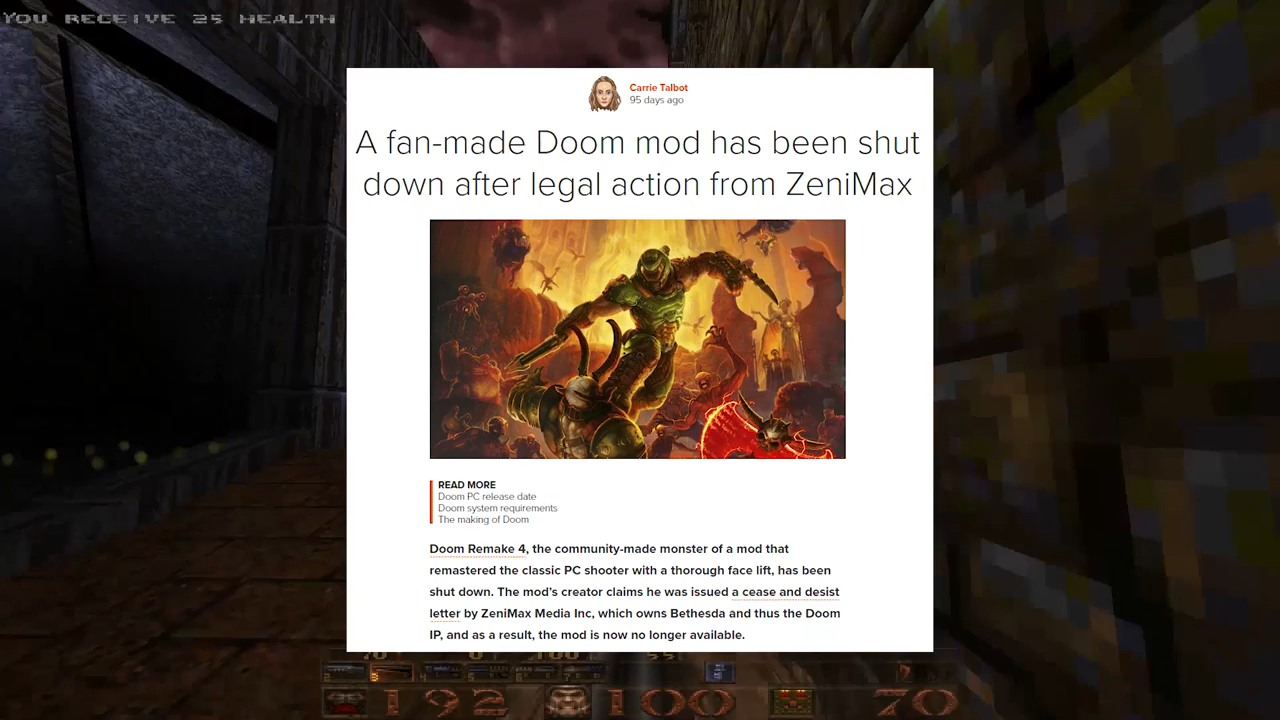 YOU RECEIVE 25 HEALTH
Carrie Talbot
95 days ago
A fan-made Doom mod has been shut
down after legal action from ZeniMax
READ MORE
Doom PC release date
Doom system requirements
The making of Doom
Doom Remake 4, the community-made monster of a mod that
remastered the classic PC shooter with a thorough face lift, has been
shut down. The mod's creator claims he was issued a cease and desist
letter by ZeniMax Media Inc, which owns Bethesda and thus the Doom
IP, and as a result, the mod is now no longer available.
192 100 70